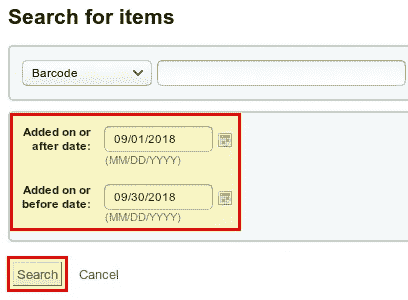 Search for items
Barcode
Added on or
after date:
09/01/2018
(MM/DD/YYYY)
Added on or
before date:
09/30/2018
(MM/DD/YYYY)
Search Cancel